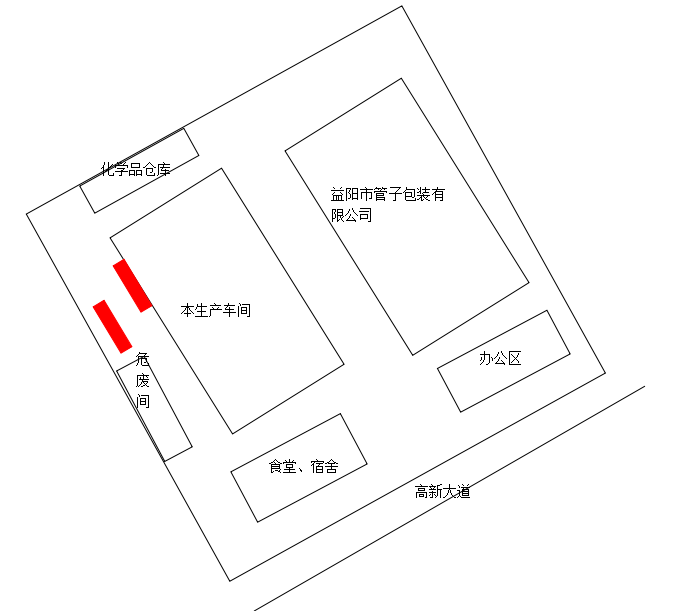 化学品仓库
益阳市管子包装有
限公司
本生产车间
危
废
间
办公区
食堂、宿舍
高新大道